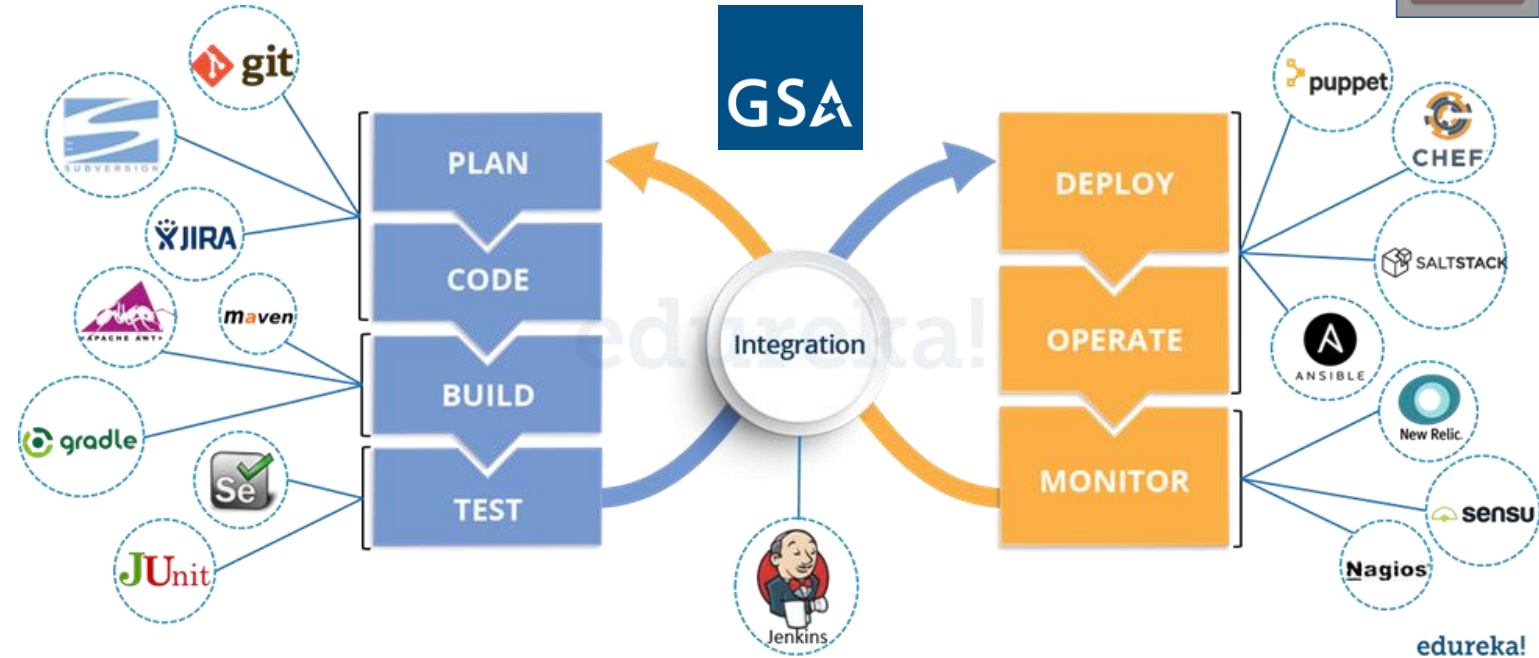 git
SUBVERSION
JIRA
APACHE ANT
maven
gradle
Se
JUnit
PLAN
CODE
BUILD
TEST
GSA
edureka!
Integration
Jenkins
DEPLOY
OPERATE
MONITOR
puppet
CHEF
SALTSTACK
A
ANSIBLE
New Relic.
sensu
Nagios
edureka!